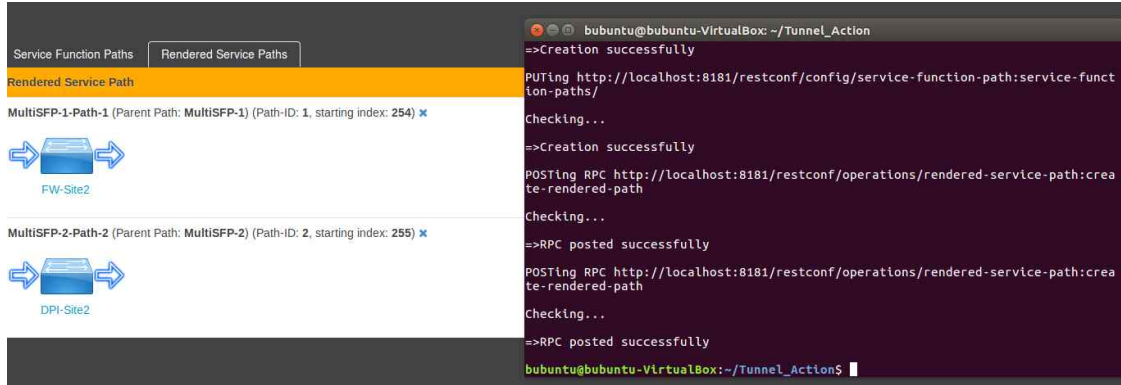 Service Function Paths
Rendered Service Paths
Rendered Service Path
MultiSFP-1-Path-1 (Parent Path: MultiSFP-1) (Path-ID: 1, starting index: 254) ×
FW-Site2
MultiSFP-2-Path-2 (Parent Path: MultiSFP-2) (Path-ID: 2, starting index: 255) ×
DPI-Site2
bubuntu@bubuntu-VirtualBox: ~/Tunnel_Action
=>Creation successfully
PUTing http://localhost:8181/restconf/config/service-function-path:service-funct
ion-paths/
Checking...
=>Creation successfully
POSTing RPC http://localhost:8181/restconf/operations/rendered-service-path:crea
te-rendered-path
Checking...
=>RPC posted successfully
POSTing RPC http://localhost:8181/restconf/operations/rendered-service-path:crea
te-rendered-path
Checking...
=>RPC posted successfully
bubuntu@bubuntu-VirtualBox:~/Tunnel_Action$